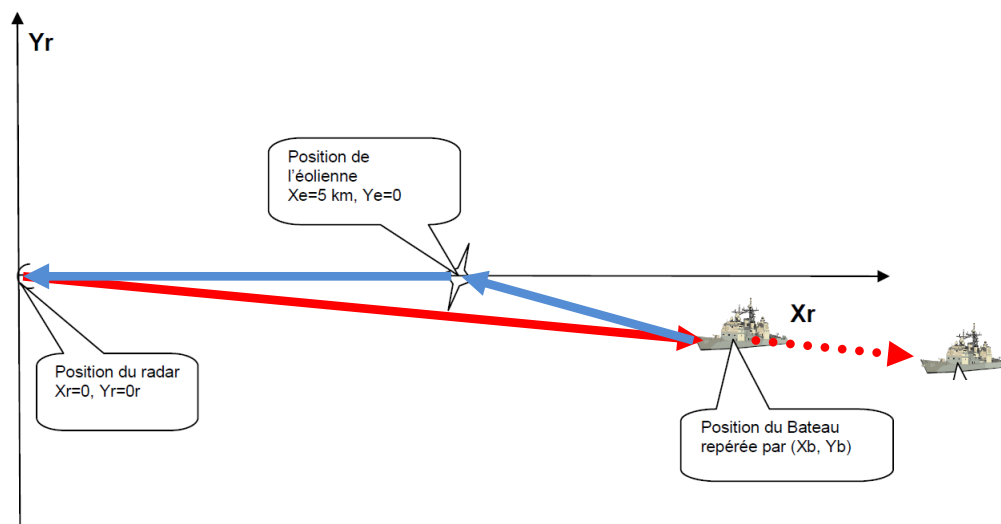 Yr
Position de
l'éolienne
Xe=5 km, Ye=0
Xr
Position du radar
Xr=0, Yr=0r
Position du Bateau
repérée par (Xb, Yb)